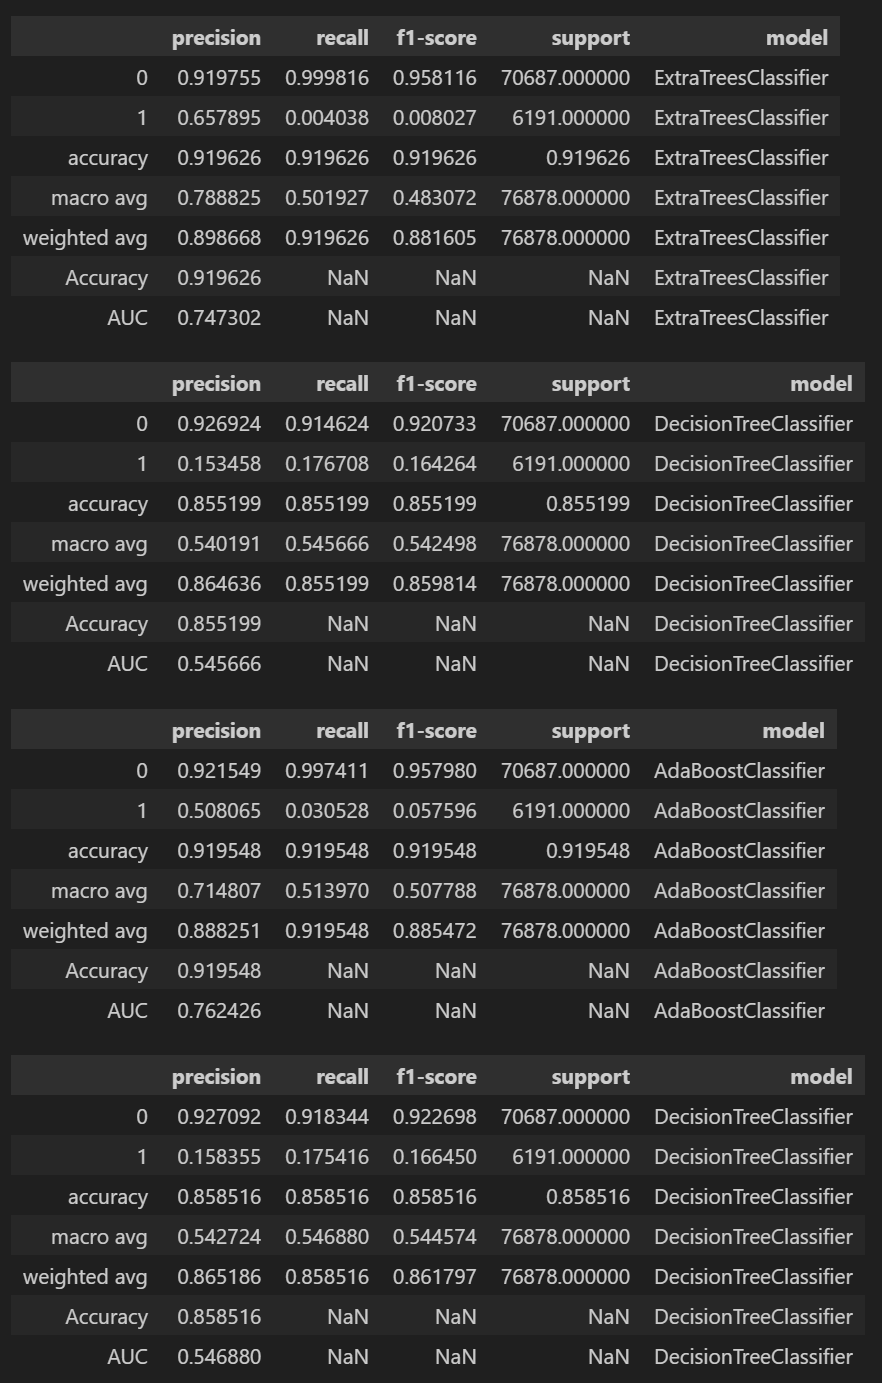 precision recall f1-score support model
0 0.919755 0.999816 0.958116 70687.000000 ExtraTreesClassifier
1 0.657895 0.004038 0.008027 6191.000000 ExtraTreesClassifier
accuracy 0.919626 0.919626 0.919626 0.919626 ExtraTreesClassifier
macro avg 0.788825 0.501927 0.483072 76878.000000 ExtraTreesClassifier
weighted avg 0.898668 0.919626 0.881605 76878.000000 ExtraTreesClassifier
Accuracy 0.919626 NaN NaN NaN ExtraTreesClassifier
AUC 0.747302 NaN NaN NaN ExtraTreesClassifier
precision recall f1-score support model
0 0.926924 0.914624 0.920733 70687.000000 DecisionTreeClassifier
1 0.153458 0.176708 0.164264 6191.000000 DecisionTreeClassifier
accuracy 0.855199 0.855199 0.855199 0.855199 DecisionTreeClassifier
macro avg 0.540191 0.545666 0.542498 76878.000000 DecisionTreeClassifier
weighted avg 0.864636 0.855199 0.859814 76878.000000 DecisionTreeClassifier
Accuracy 0.855199 NaN NaN NaN DecisionTreeClassifier
AUC 0.545666 NaN NaN NaN DecisionTreeClassifier
precision recall f1-score support model
0 0.921549 0.997411 0.957980 70687.000000 AdaBoostClassifier
1 0.508065 0.030528 0.057596 6191.000000 AdaBoostClassifier
accuracy 0.919548 0.919548 0.919548 0.919548 AdaBoostClassifier
macro avg 0.714807 0.513970 0.507788 76878.000000 AdaBoostClassifier
weighted avg 0.888251 0.919548 0.885472 76878.000000 AdaBoostClassifier
Accuracy 0.919548 NaN NaN NaN AdaBoostClassifier
AUC 0.762426 NaN NaN NaN AdaBoostClassifier
precision recall f1-score support model
0 0.927092 0.918344 0.922698 70687.000000 DecisionTreeClassifier
1 0.158355 0.175416 0.166450 6191.000000 DecisionTreeClassifier
accuracy 0.858516 0.858516 0.858516 0.858516 DecisionTreeClassifier
macro avg 0.542724 0.546880 0.544574 76878.000000 DecisionTreeClassifier
weighted avg 0.865186 0.858516 0.861797 76878.000000 DecisionTreeClassifier
Accuracy 0.858516 NaN NaN NaN DecisionTreeClassifier
AUC 0.546880 NaN NaN NaN DecisionTreeClassifier